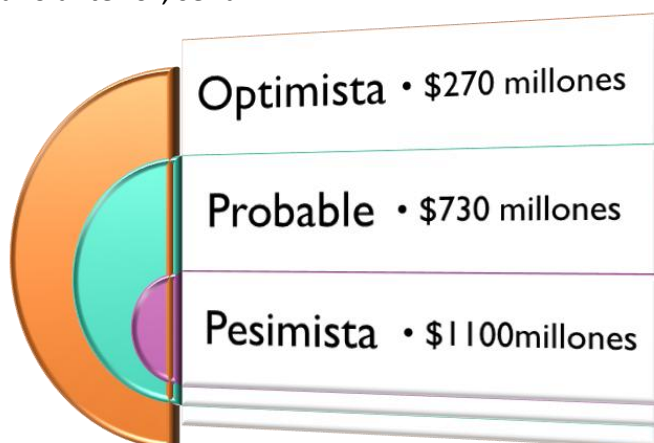 Optimista • $270 millones
Probable • $730 millones
Pesimista • $1100millones